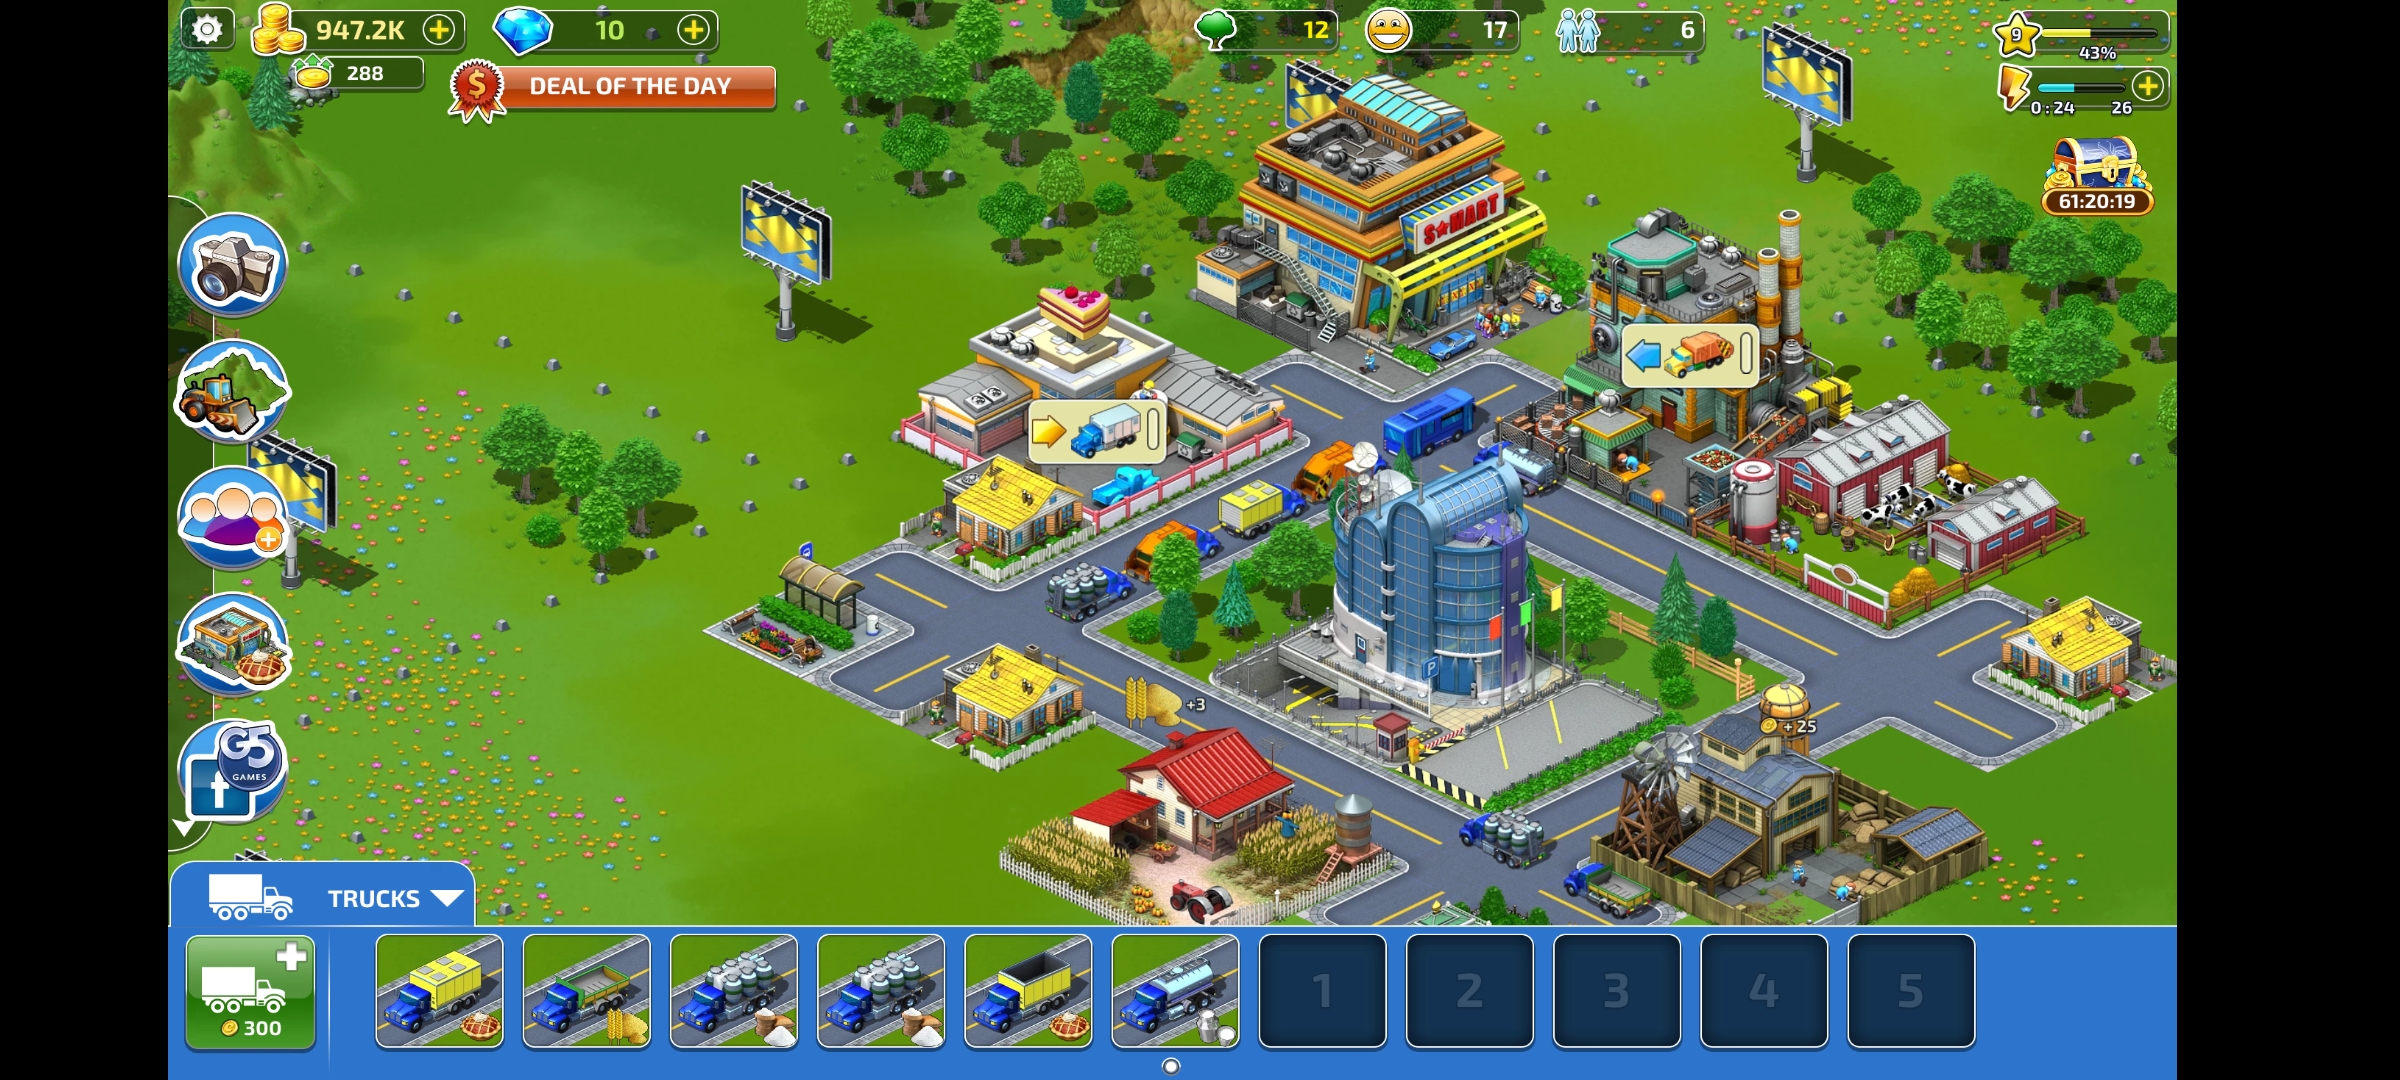 947.2K
10
12
17
6
9
43%
288
DEAL OF THE DAY
0:24
26
61:20:19
S★MART
P
+3
+25
G5
GAMES
f
TRUCKS
300
1
2
3
4
5